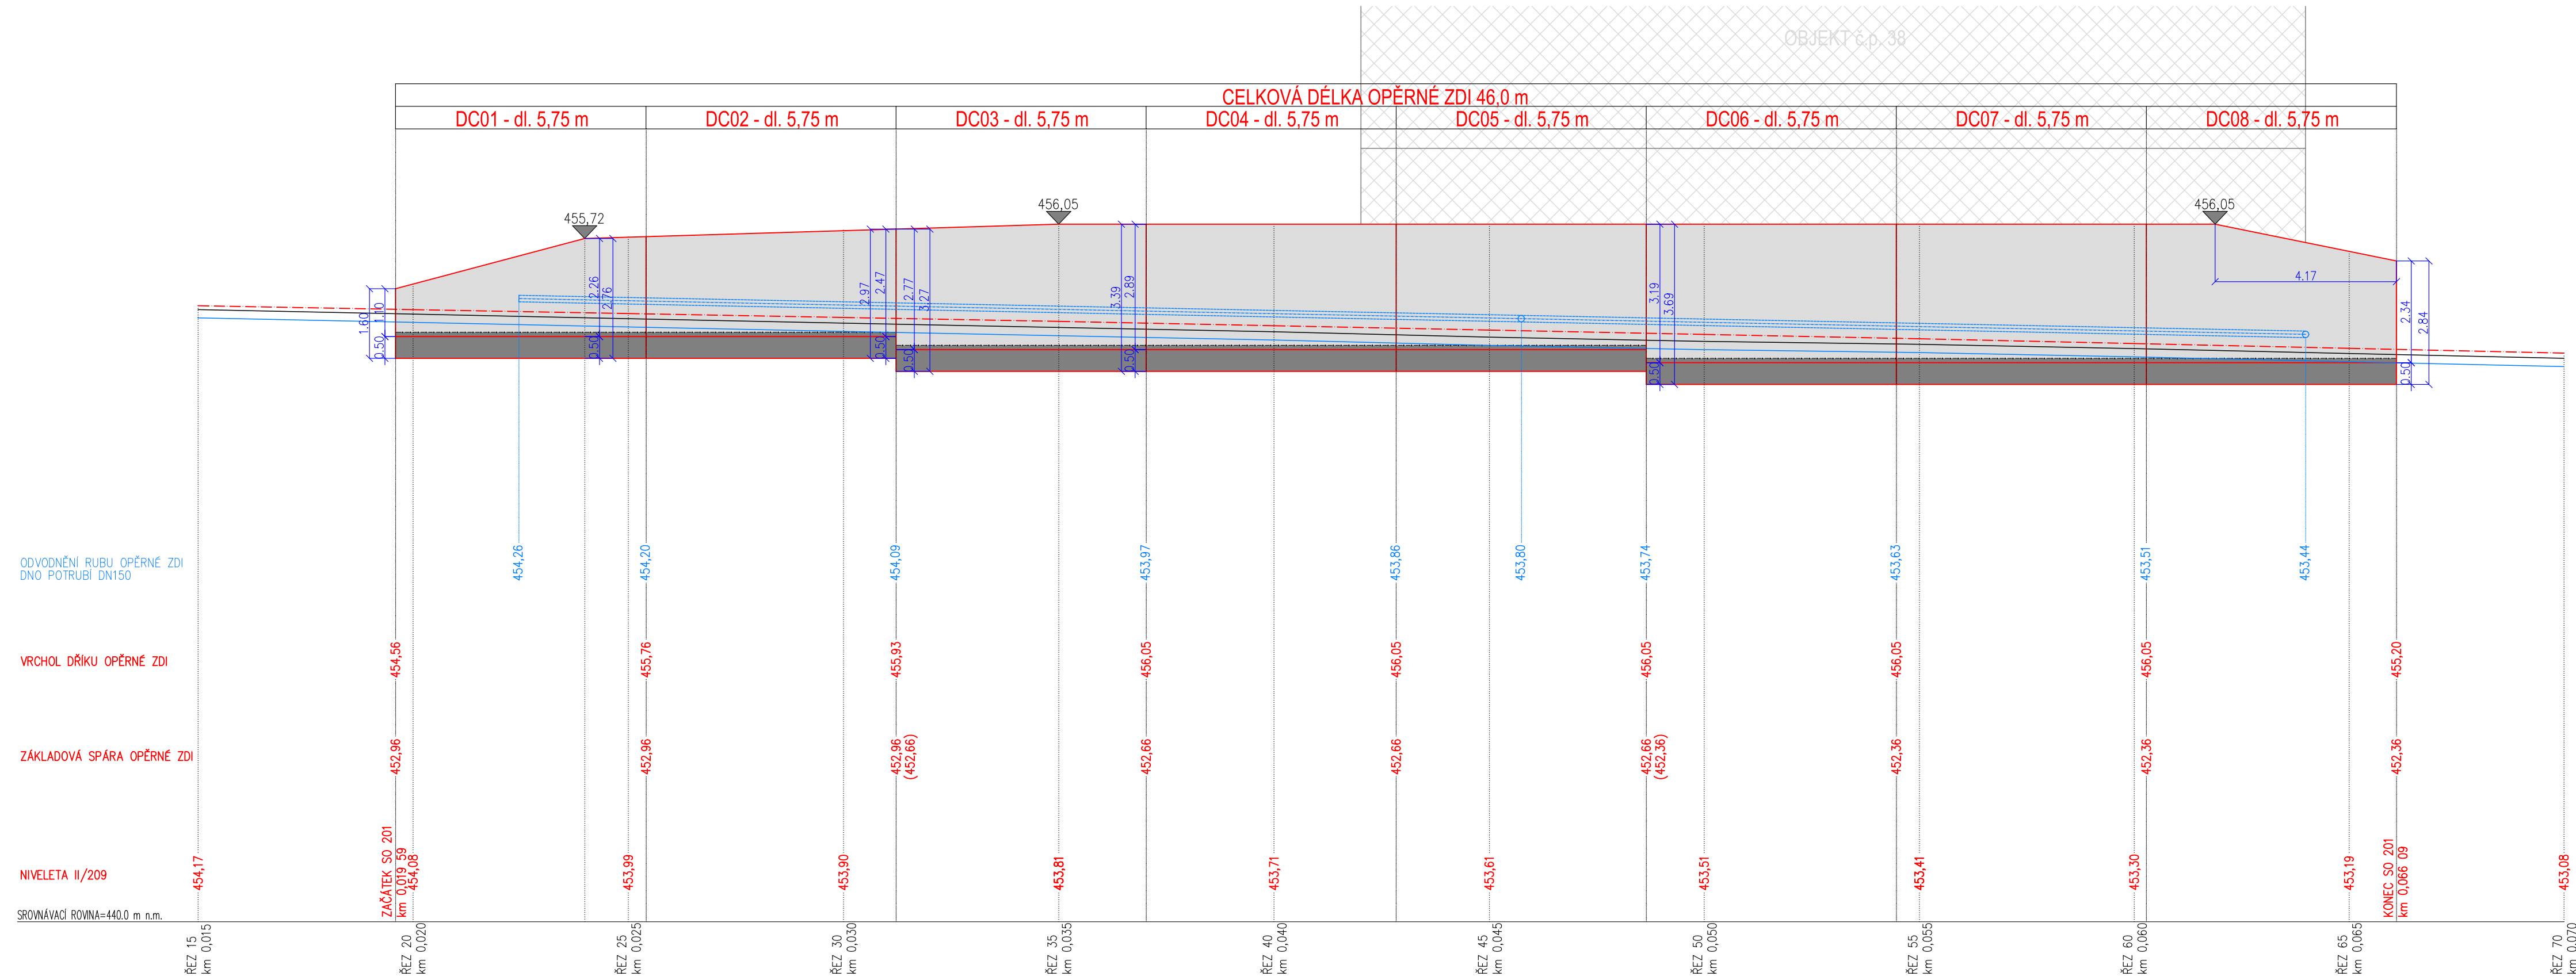 OBJEKT č.p. 38
CELKOVÁ DÉLKA OPĚRNÉ ZDI 46,0 m
DC01 - dl. 5,75 m
DC02 - dl. 5,75 m
DC03 - dl. 5,75 m
DC04 - dl. 5,75 m
DC05 - dl. 5,75 m
DC06 - dl. 5,75 m
DC07 - dl. 5,75 m
DC08 - dl. 5,75 m
455,72
456,05
456,05
1.60
1.10
0.50
2.26
2.76
0.50
2.97
2.47
0.50
2.77
3.27
0.50
3.39
2.89
0.50
3.19
3.69
0.50
4.17
2.34
2.84
0.50
ODVODNĚNÍ RUBU OPĚRNÉ ZDI
DNO POTRUBÍ DN150
454,26
454,20
454,09
453,97
453,86
453,80
453,74
453,63
453,51
453,44
VRCHOL DŘÍKU OPĚRNÉ ZDI
454,56
455,76
455,93
456,05
456,05
456,05
456,05
456,05
455,20
ZÁKLADOVÁ SPÁRA OPĚRNÉ ZDI
452,96
452,96
452,96
(452,66)
452,66
452,66
452,66
(452,36)
452,36
452,36
452,36
NIVELETA II/209
454,17
ZAČÁTEK SO 201
km 0,019 59
454,08
453,99
453,90
453,81
453,71
453,61
453,51
453,41
453,30
453,19
KONEC SO 201
km 0,066 09
453,08
SROVNÁVACÍ ROVINA=440.0 m n.m.
ŘEZ 15
km 0,015
ŘEZ 20
km 0,020
ŘEZ 25
km 0,025
ŘEZ 30
km 0,030
ŘEZ 35
km 0,035
ŘEZ 40
km 0,040
ŘEZ 45
km 0,045
ŘEZ 50
km 0,050
ŘEZ 55
km 0,055
ŘEZ 60
km 0,060
ŘEZ 65
km 0,065
ŘEZ 70
km 0,070